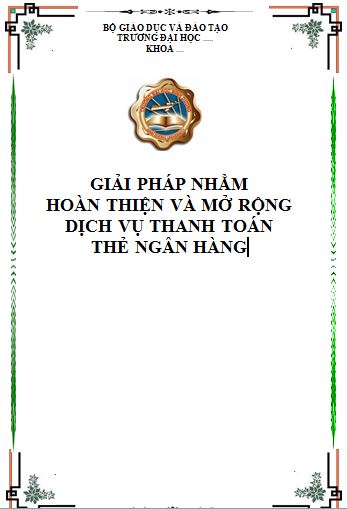 BỘ GIÁO DỤC VÀ ĐÀO TẠO
TRƯỜNG ĐẠI HỌC .....
KHOA ...
GIẢI PHÁP NHẰM
HOÀN THIỆN VÀ MỞ RỘNG
DỊCH VỤ THANH TOÁN
THẺ NGÂN HÀNG